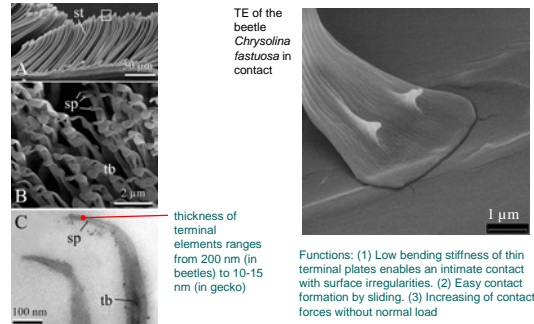 st
A
30 µm
sp
tb
B
2 µm
C
sp
tb
100 nm
thickness of
terminal
elements ranges
from 200 nm (in
beetles) to 10-15
nm (in gecko)
TE of the
beetle
Chrysolina
fastuosa in
contact
1 µm
Functions: (1) Low bending stiffness of thin
terminal plates enables an intimate contact
with surface irregularities. (2) Easy contact
formation by sliding. (3) Increasing of contact
forces without normal load